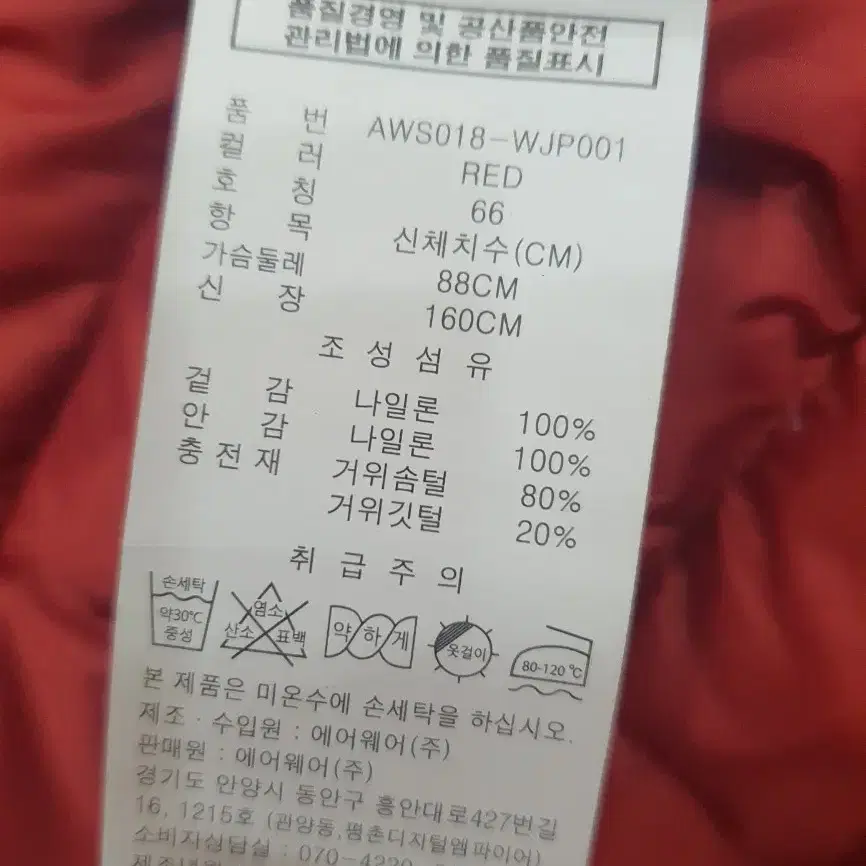 품질경영 및 공산품안전
관리법에 의한 품질표시
품 번 AWS018-WJP001
컬 러 RED
호 칭 66
항 목 신체치수(CM)
가슴둘레 88CM
신 장 160CM
조 성 섬 유
겉 감 나일론 100%
안 감 나일론 100%
충 전 재 거위솜털 80%
거위깃털 20%
취 급 주 의
손세탁 약30℃ 중성
염소 산소 표백
약하게
옷걸이
80-120℃
본 제품은 미온수에 손세탁을 하십시오.
제조 · 수입원 : 에어웨어(주)
판매원 : 에어웨어(주)
경기도 안양시 동안구 흥안대로427번길
16, 1215호 (관양동,평촌디지털엠파이어)
소비자상담실 : 070-4220